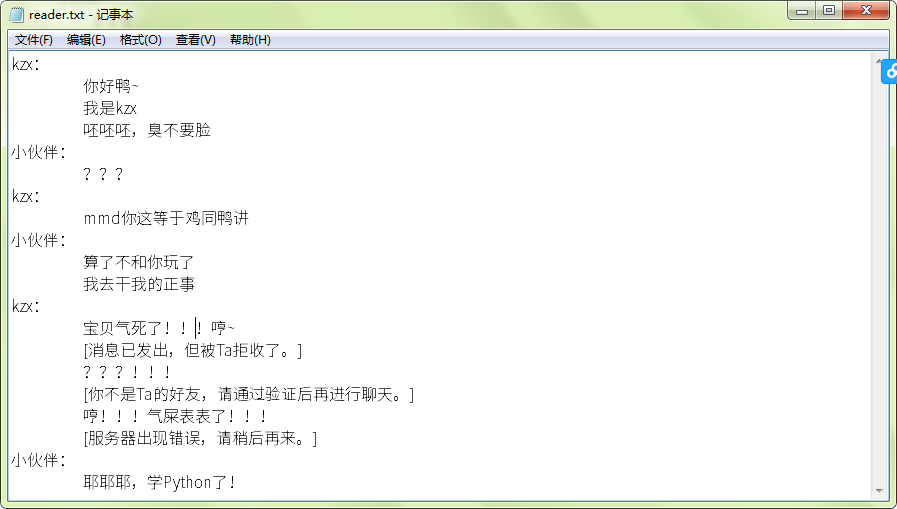 reader.txt - 记事本
文件(F) 编辑(E) 格式(O) 查看(V) 帮助(H)
kzx：
你好鸭~
我是kzx
呸呸呸，臭不要脸
小伙伴：
？？？
kzx：
mmd你这等于鸡同鸭讲
小伙伴：
算了不和你玩了
我去干我的正事
kzx：
宝贝气死了！！！哼~
[消息已发出，但被Ta拒收了。]
？？？！！！
[你不是Ta的好友，请通过验证后再进行聊天。]
哼！！！气屎表表了！！！
[服务器出现错误，请稍后再来。]
小伙伴：
耶耶耶，学Python了！